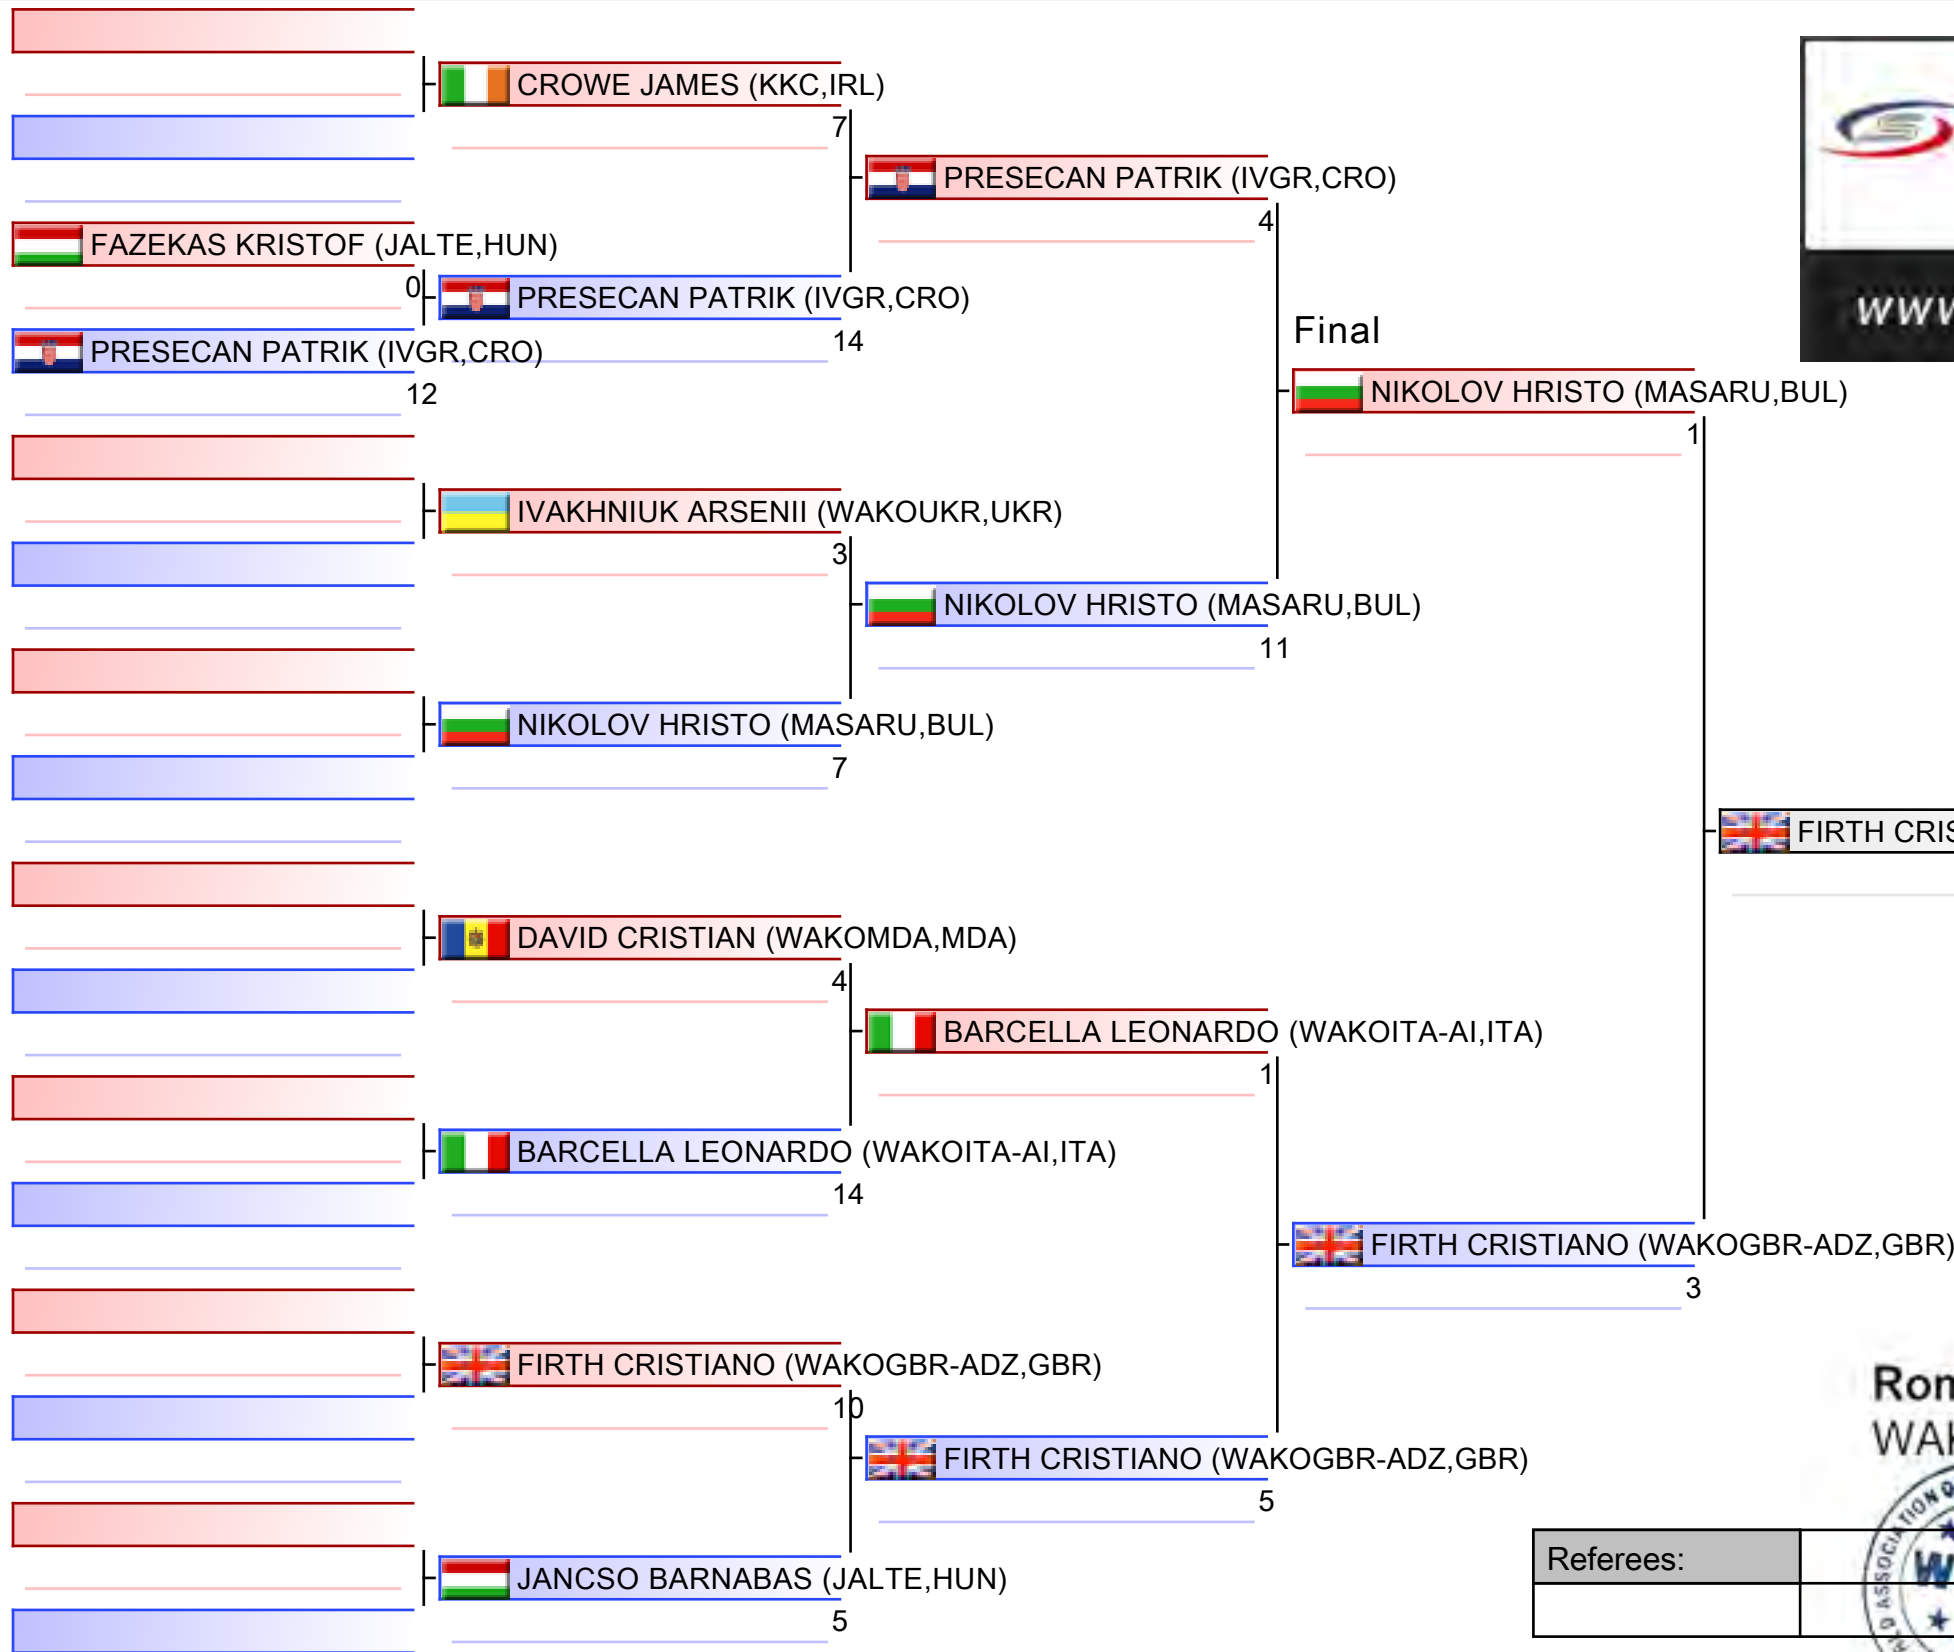 CROWE JAMES (KKC,IRL)
7
PRESECAN PATRIK (IVGR,CRO)
4
FAZEKAS KRISTOF (JALTE,HUN)
0
PRESECAN PATRIK (IVGR,CRO)
14
PRESECAN PATRIK (IVGR,CRO)
12
Final
NIKOLOV HRISTO (MASARU,BUL)
1
IVAKHNIUK ARSENII (WAKOUKR,UKR)
3
NIKOLOV HRISTO (MASARU,BUL)
11
NIKOLOV HRISTO (MASARU,BUL)
7
FIRTH CRIS
DAVID CRISTIAN (WAKOMDA,MDA)
4
BARCELLA LEONARDO (WAKOITA-AI,ITA)
1
BARCELLA LEONARDO (WAKOITA-AI,ITA)
14
FIRTH CRISTIANO (WAKOGBR-ADZ,GBR)
3
FIRTH CRISTIANO (WAKOGBR-ADZ,GBR)
10
FIRTH CRISTIANO (WAKOGBR-ADZ,GBR)
5
JANCSO BARNABAS (JALTE,HUN)
5
Rom
WAK
Referees: